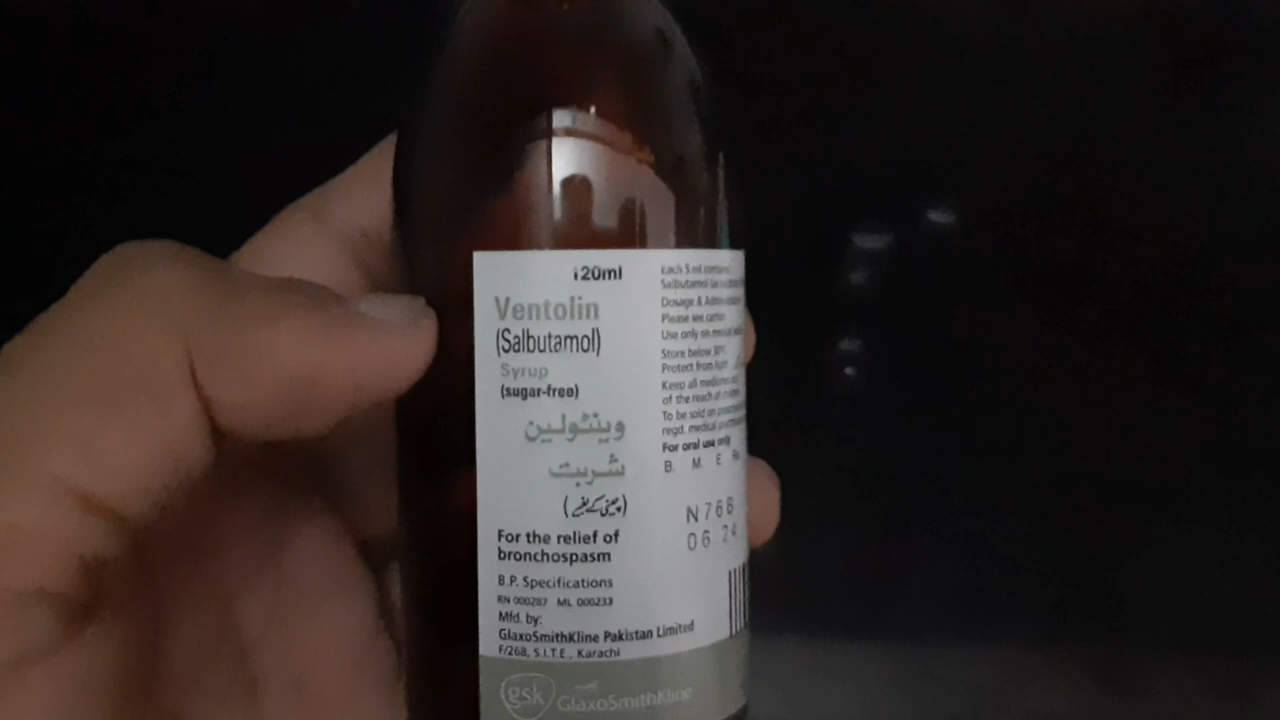 120ml
Ventolin
(Salbutamol)
Syrup
(sugar-free)
وینٹولین
شربت
(چینی کے بغیر)
For the relief of
bronchospasm
B.P. Specifications
RN 000287 ML 000233
Mfd. by:
GlaxoSmithKline Pakistan Limited
F/268, S.I.T.E., Karachi
gsk GlaxoSmithKline
Each 5 ml contains
Salbutamol (as
Dosage &
Please see carton
Use only on medical
Store below 30°C
Protect from light
Keep all medicines out
of the reach of children
To be sold on
regd. medical
For oral use only
B. M E
N76B
06 24